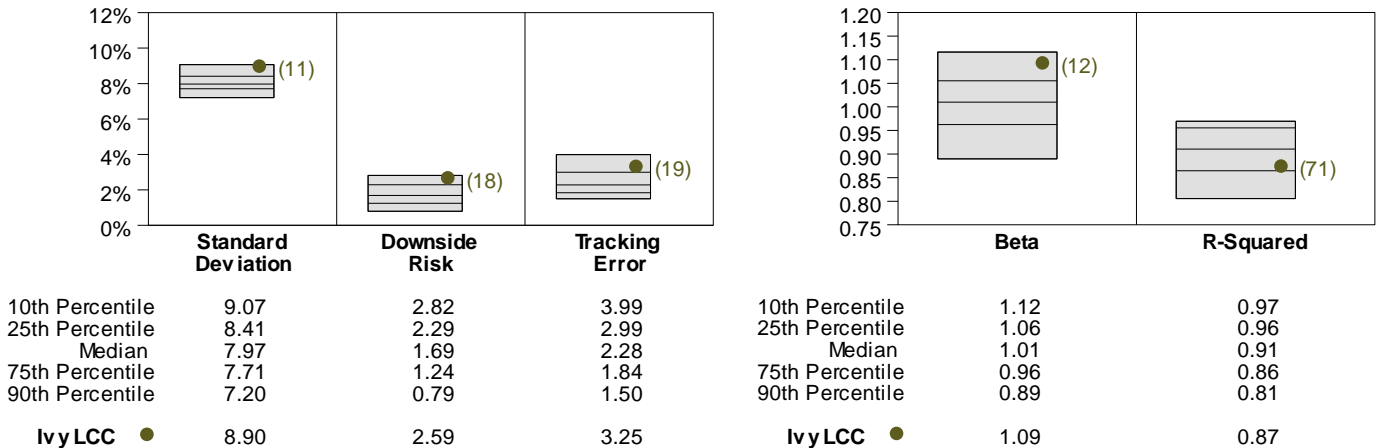 12%
10%
8%
6%
4%
2%
0%
(11)
(18)
(19)
Standard Deviation
Downside Risk
Tracking Error
10th Percentile 9.07 2.82 3.99
25th Percentile 8.41 2.29 2.99
Median 7.97 1.69 2.28
75th Percentile 7.71 1.24 1.84
90th Percentile 7.20 0.79 1.50
Ivy LCC 8.90 2.59 3.25
1.20
1.15
1.10
1.05
1.00
0.95
0.90
0.85
0.80
0.75
(12)
(71)
Beta
R-Squared
10th Percentile 1.12 0.97
25th Percentile 1.06 0.96
Median 1.01 0.91
75th Percentile 0.96 0.86
90th Percentile 0.89 0.81
Ivy LCC 1.09 0.87